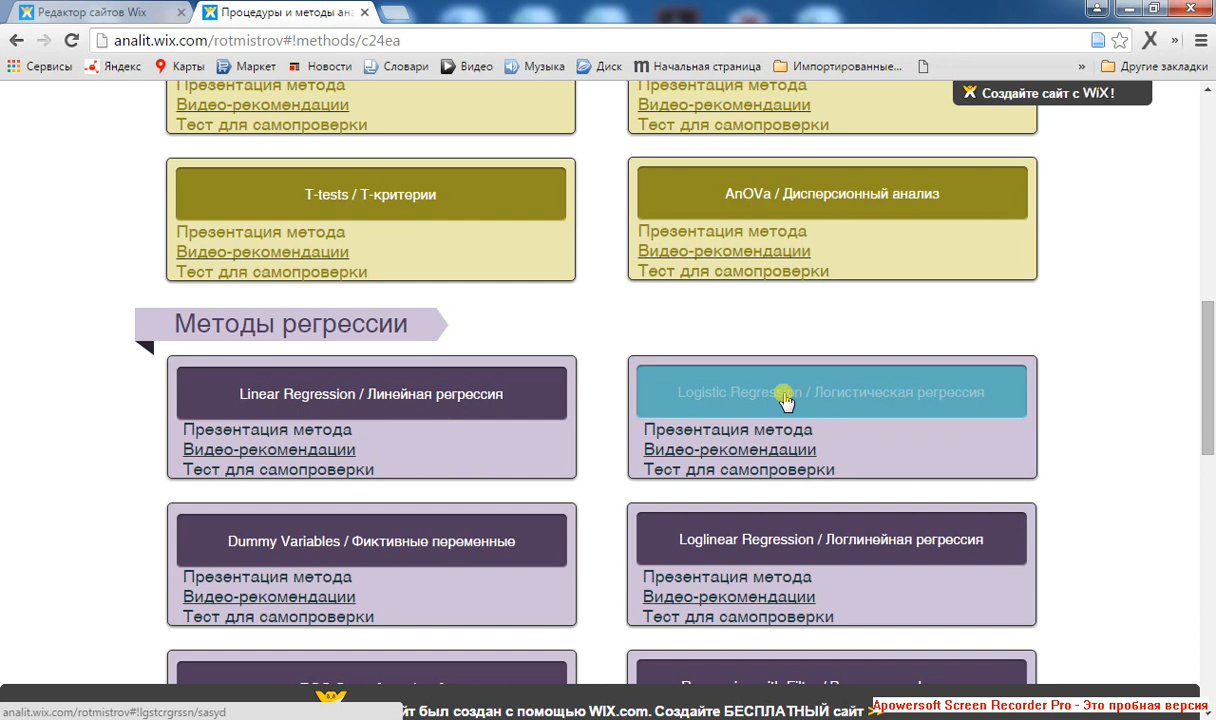 Редактор сайтов Wix
Процедуры и методы ана
analit.wix.com/rotmistrov#!methods/c24ea
Сервисы Яндекс Карты Маркет Новости Словари Видео Музыка Диск Начальная страница Импортированные... » Другие закладки
Создайте сайт с WiX!
Презентация метода
Видео-рекомендации
Тест для самопроверки
Презентация метода
Видео-рекомендации
Тест для самопроверки
T-tests / Т-критерии
Презентация метода
Видео-рекомендации
Тест для самопроверки
AnOVa / Дисперсионный анализ
Презентация метода
Видео-рекомендации
Тест для самопроверки
Методы регрессии
Linear Regression / Линейная регрессия
Презентация метода
Видео-рекомендации
Тест для самопроверки
Logistic Regression / Логистическая регрессия
Презентация метода
Видео-рекомендации
Тест для самопроверки
Dummy Variables / Фиктивные переменные
Презентация метода
Видео-рекомендации
Тест для самопроверки
Loglinear Regression / Логлинейная регрессия
Презентация метода
Видео-рекомендации
Тест для самопроверки
analit.wix.com/rotmistrov#!lgstcrgrssn/sasyd
йт был создан с помощью WIX.com. Создайте БЕСПЛАТНЫЙ сайт >>
Apowersoft Screen Recorder Pro - Это пробная версия